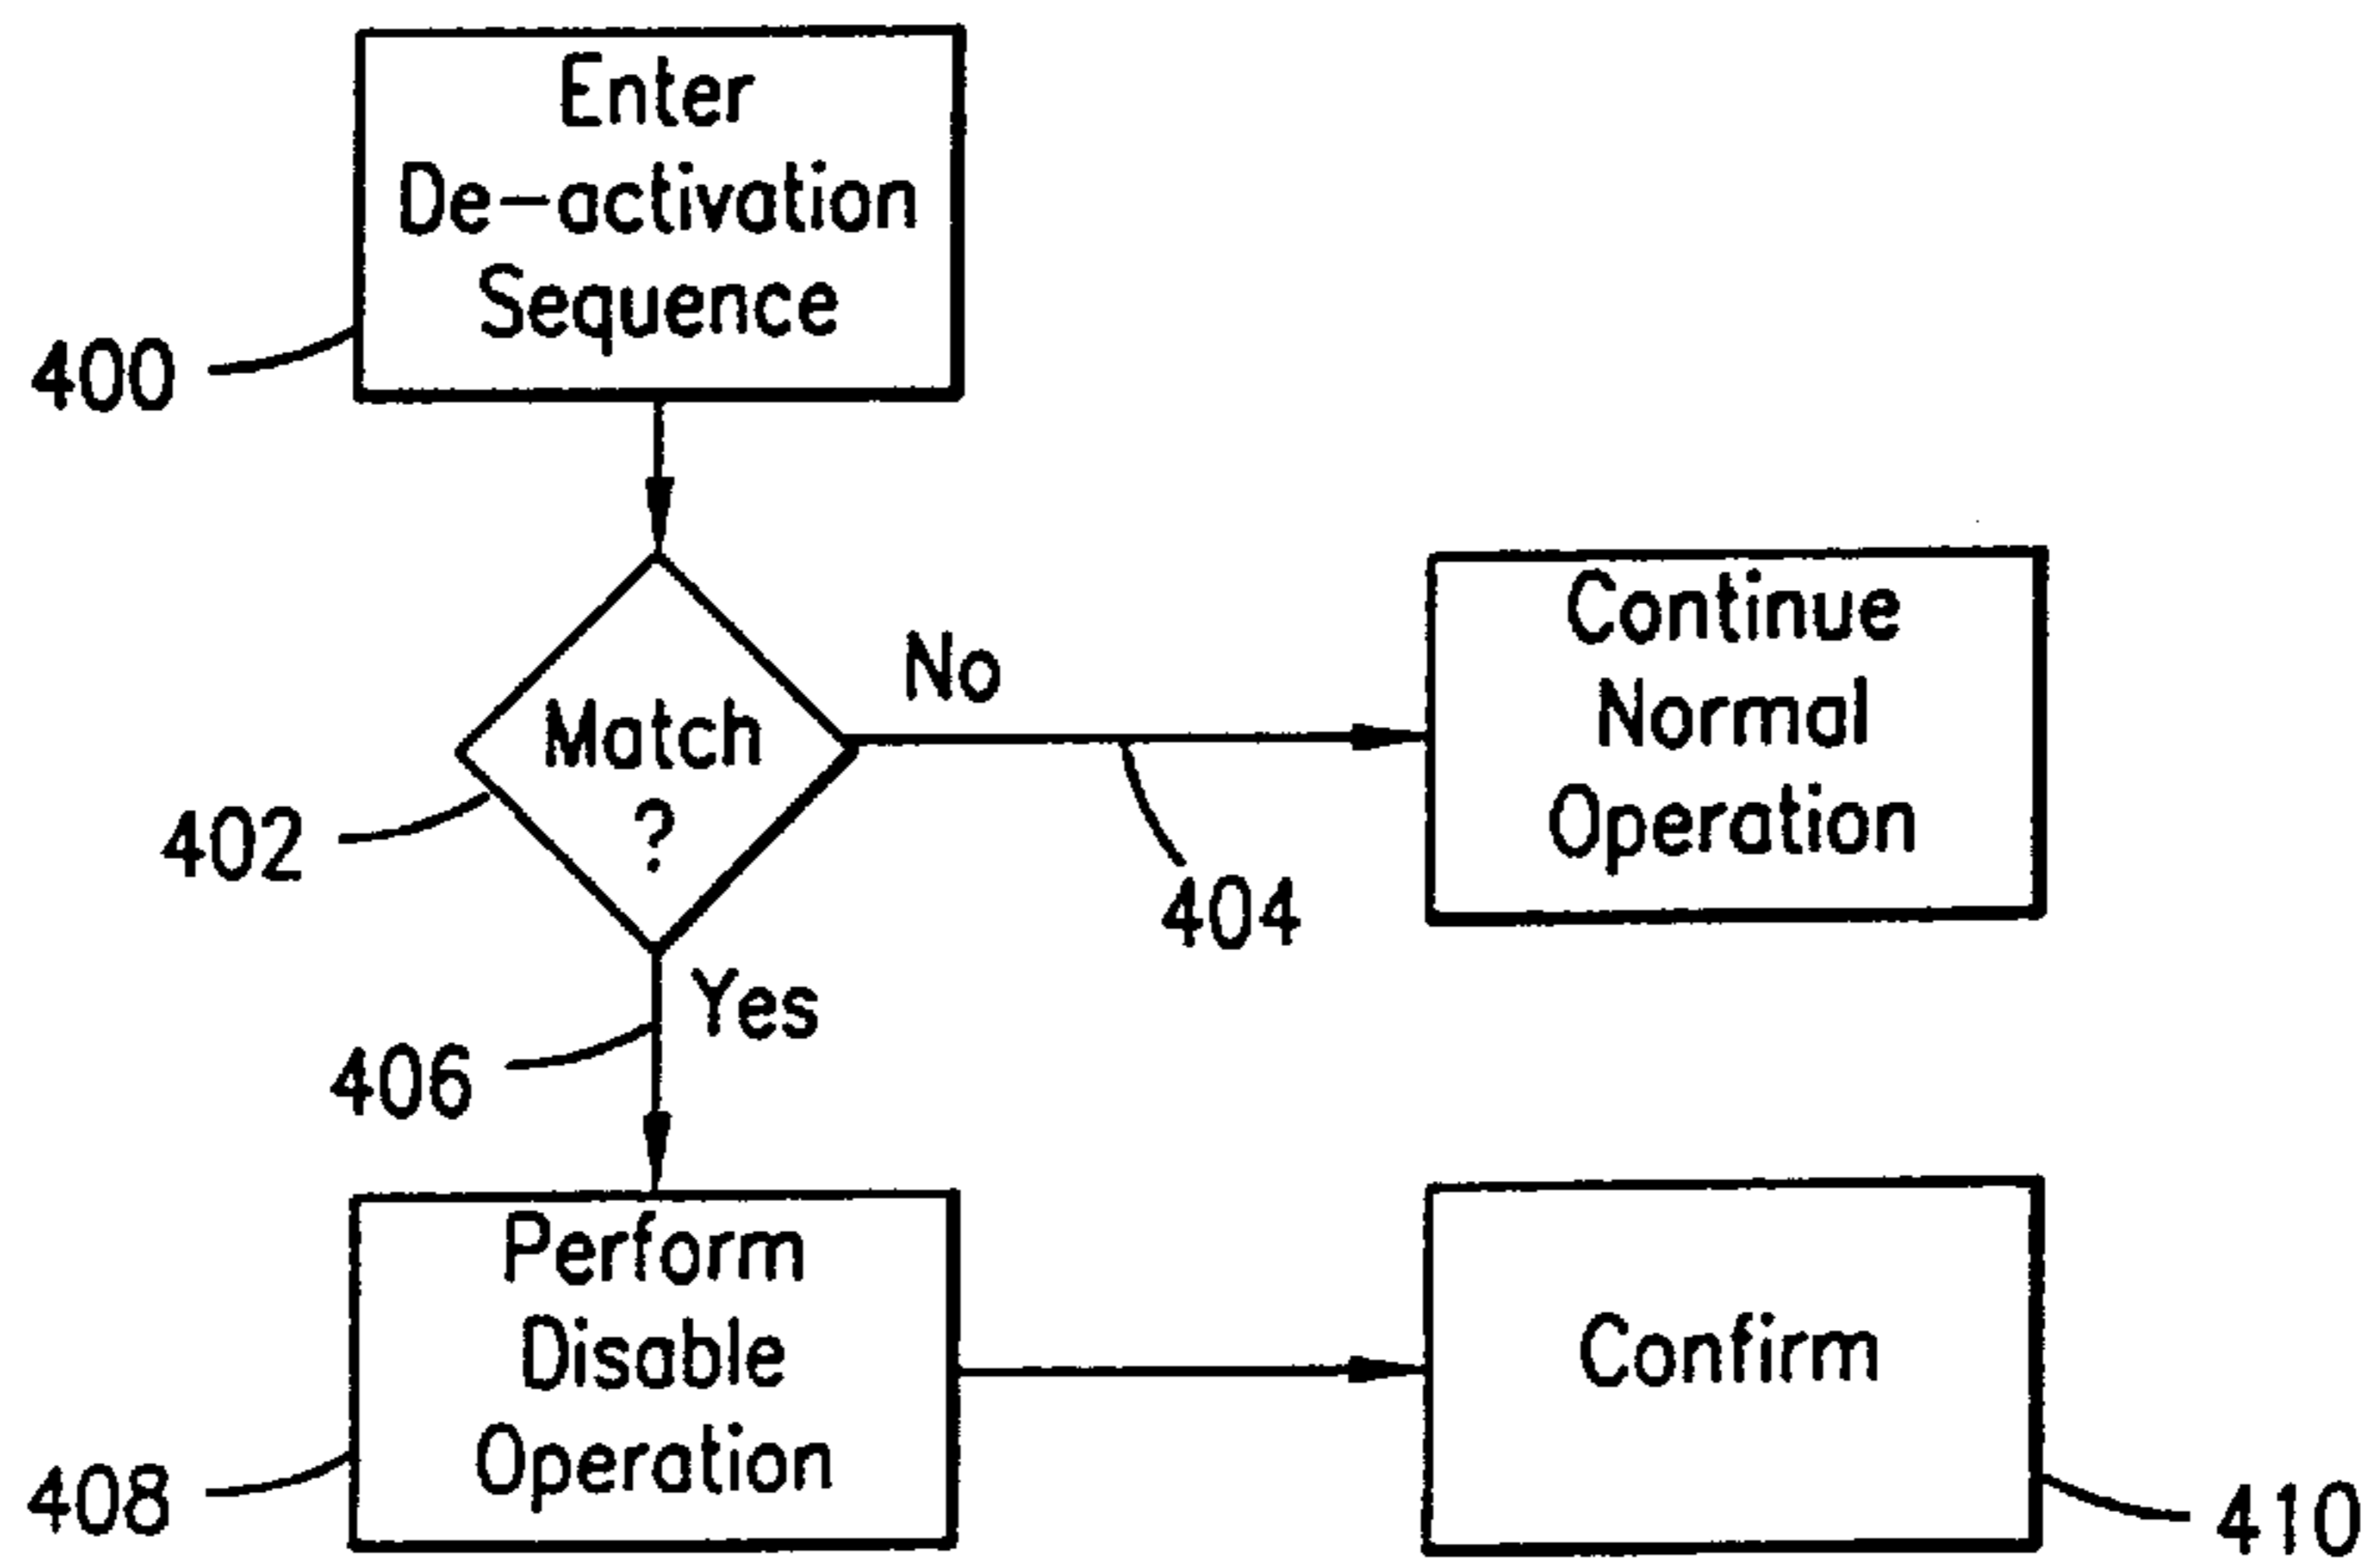 Enter
De-activation
Sequence
400
Match
?
402
No
404
Continue
Normal
Operation
Yes
406
Perform
Disable
Operation
408
Confirm
410